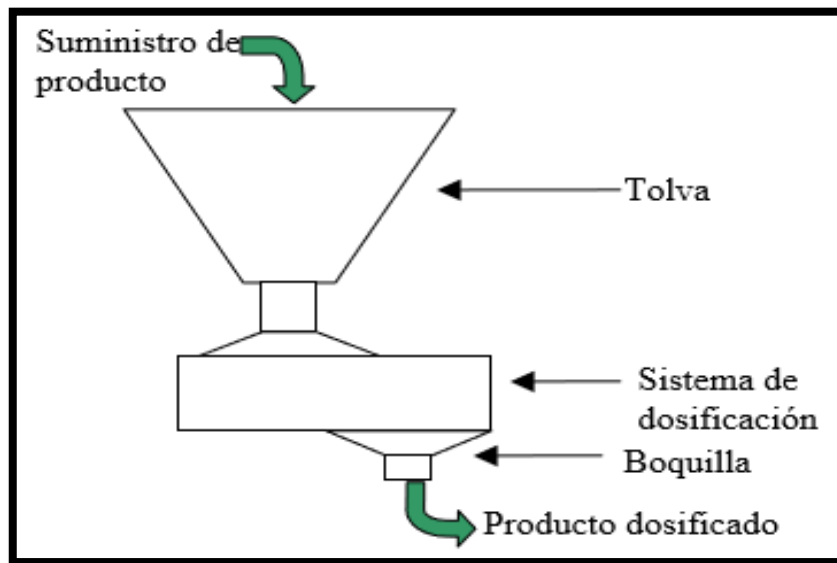 Suministro de
producto
Tolva
Sistema de
dosificación
Boquilla
Producto dosificado